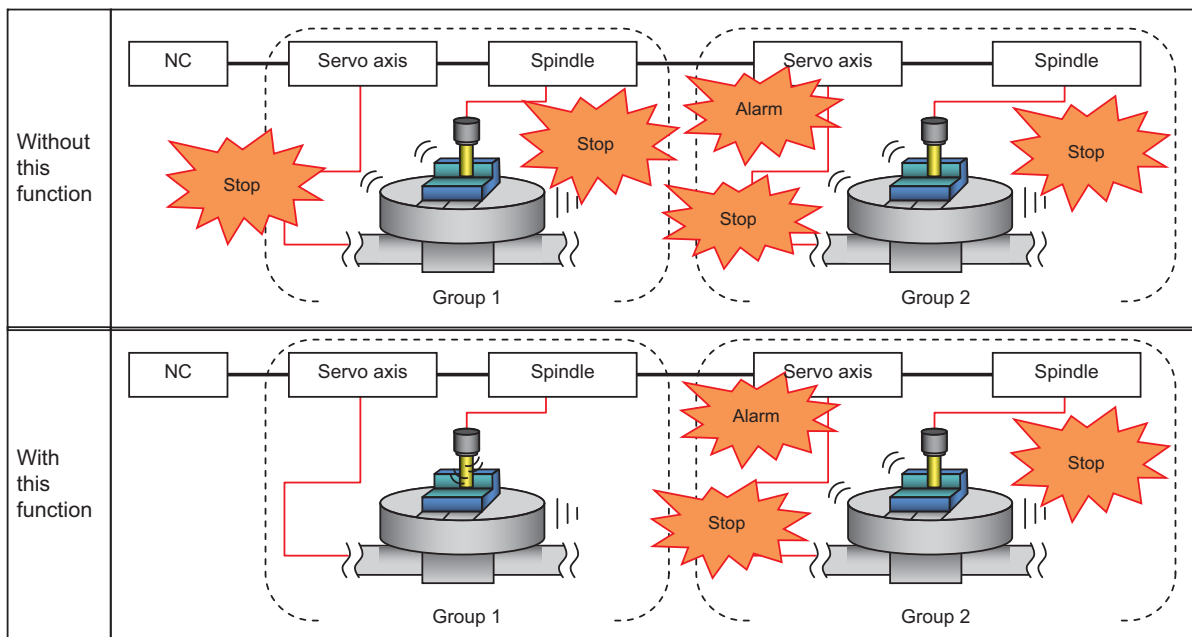 Without
this
function
NC
Servo axis
Spindle
Servo axis
Spindle
Alarm
Stop
Stop
Stop
Stop
Group 1
Group 2
With
this
function
NC
Servo axis
Spindle
Servo axis
Spindle
Alarm
Stop
Stop
Group 1
Group 2